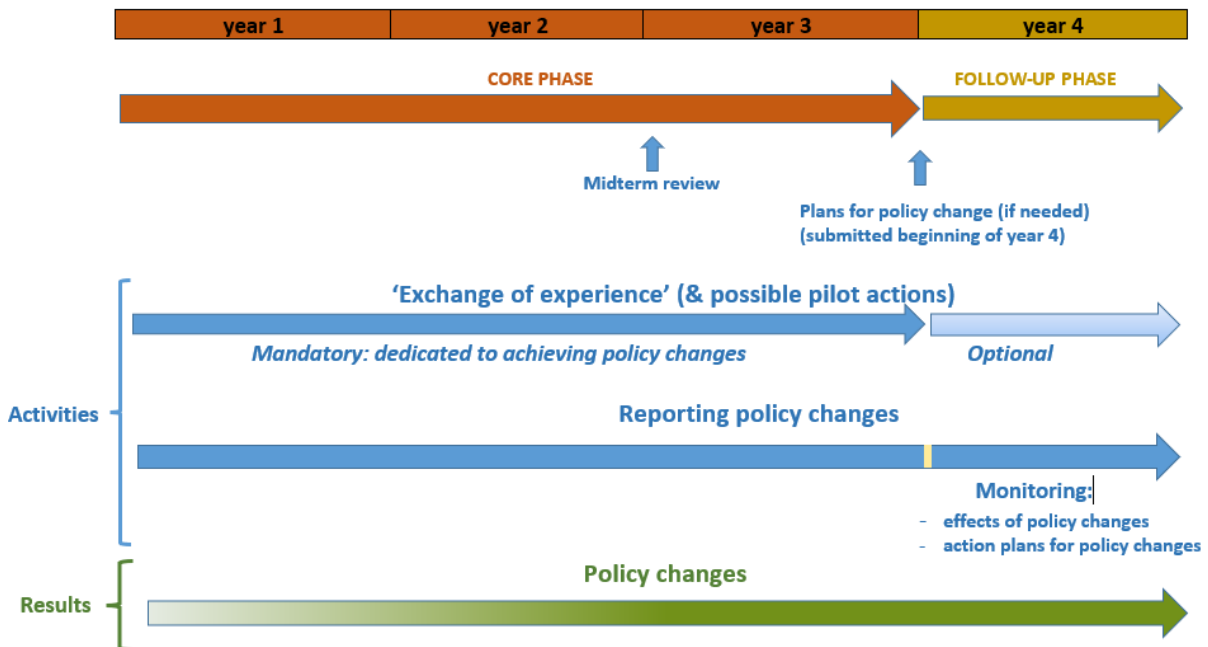 year 1
year 2
year 3
year 4
CORE PHASE
FOLLOW-UP PHASE
Midterm review
Plans for policy change (if needed)
(submitted beginning of year 4)
‘Exchange of experience’ (& possible pilot actions)
Mandatory: dedicated to achieving policy changes
Optional
Activities
Reporting policy changes
Monitoring:
- effects of policy changes
- action plans for policy changes
Policy changes
Results